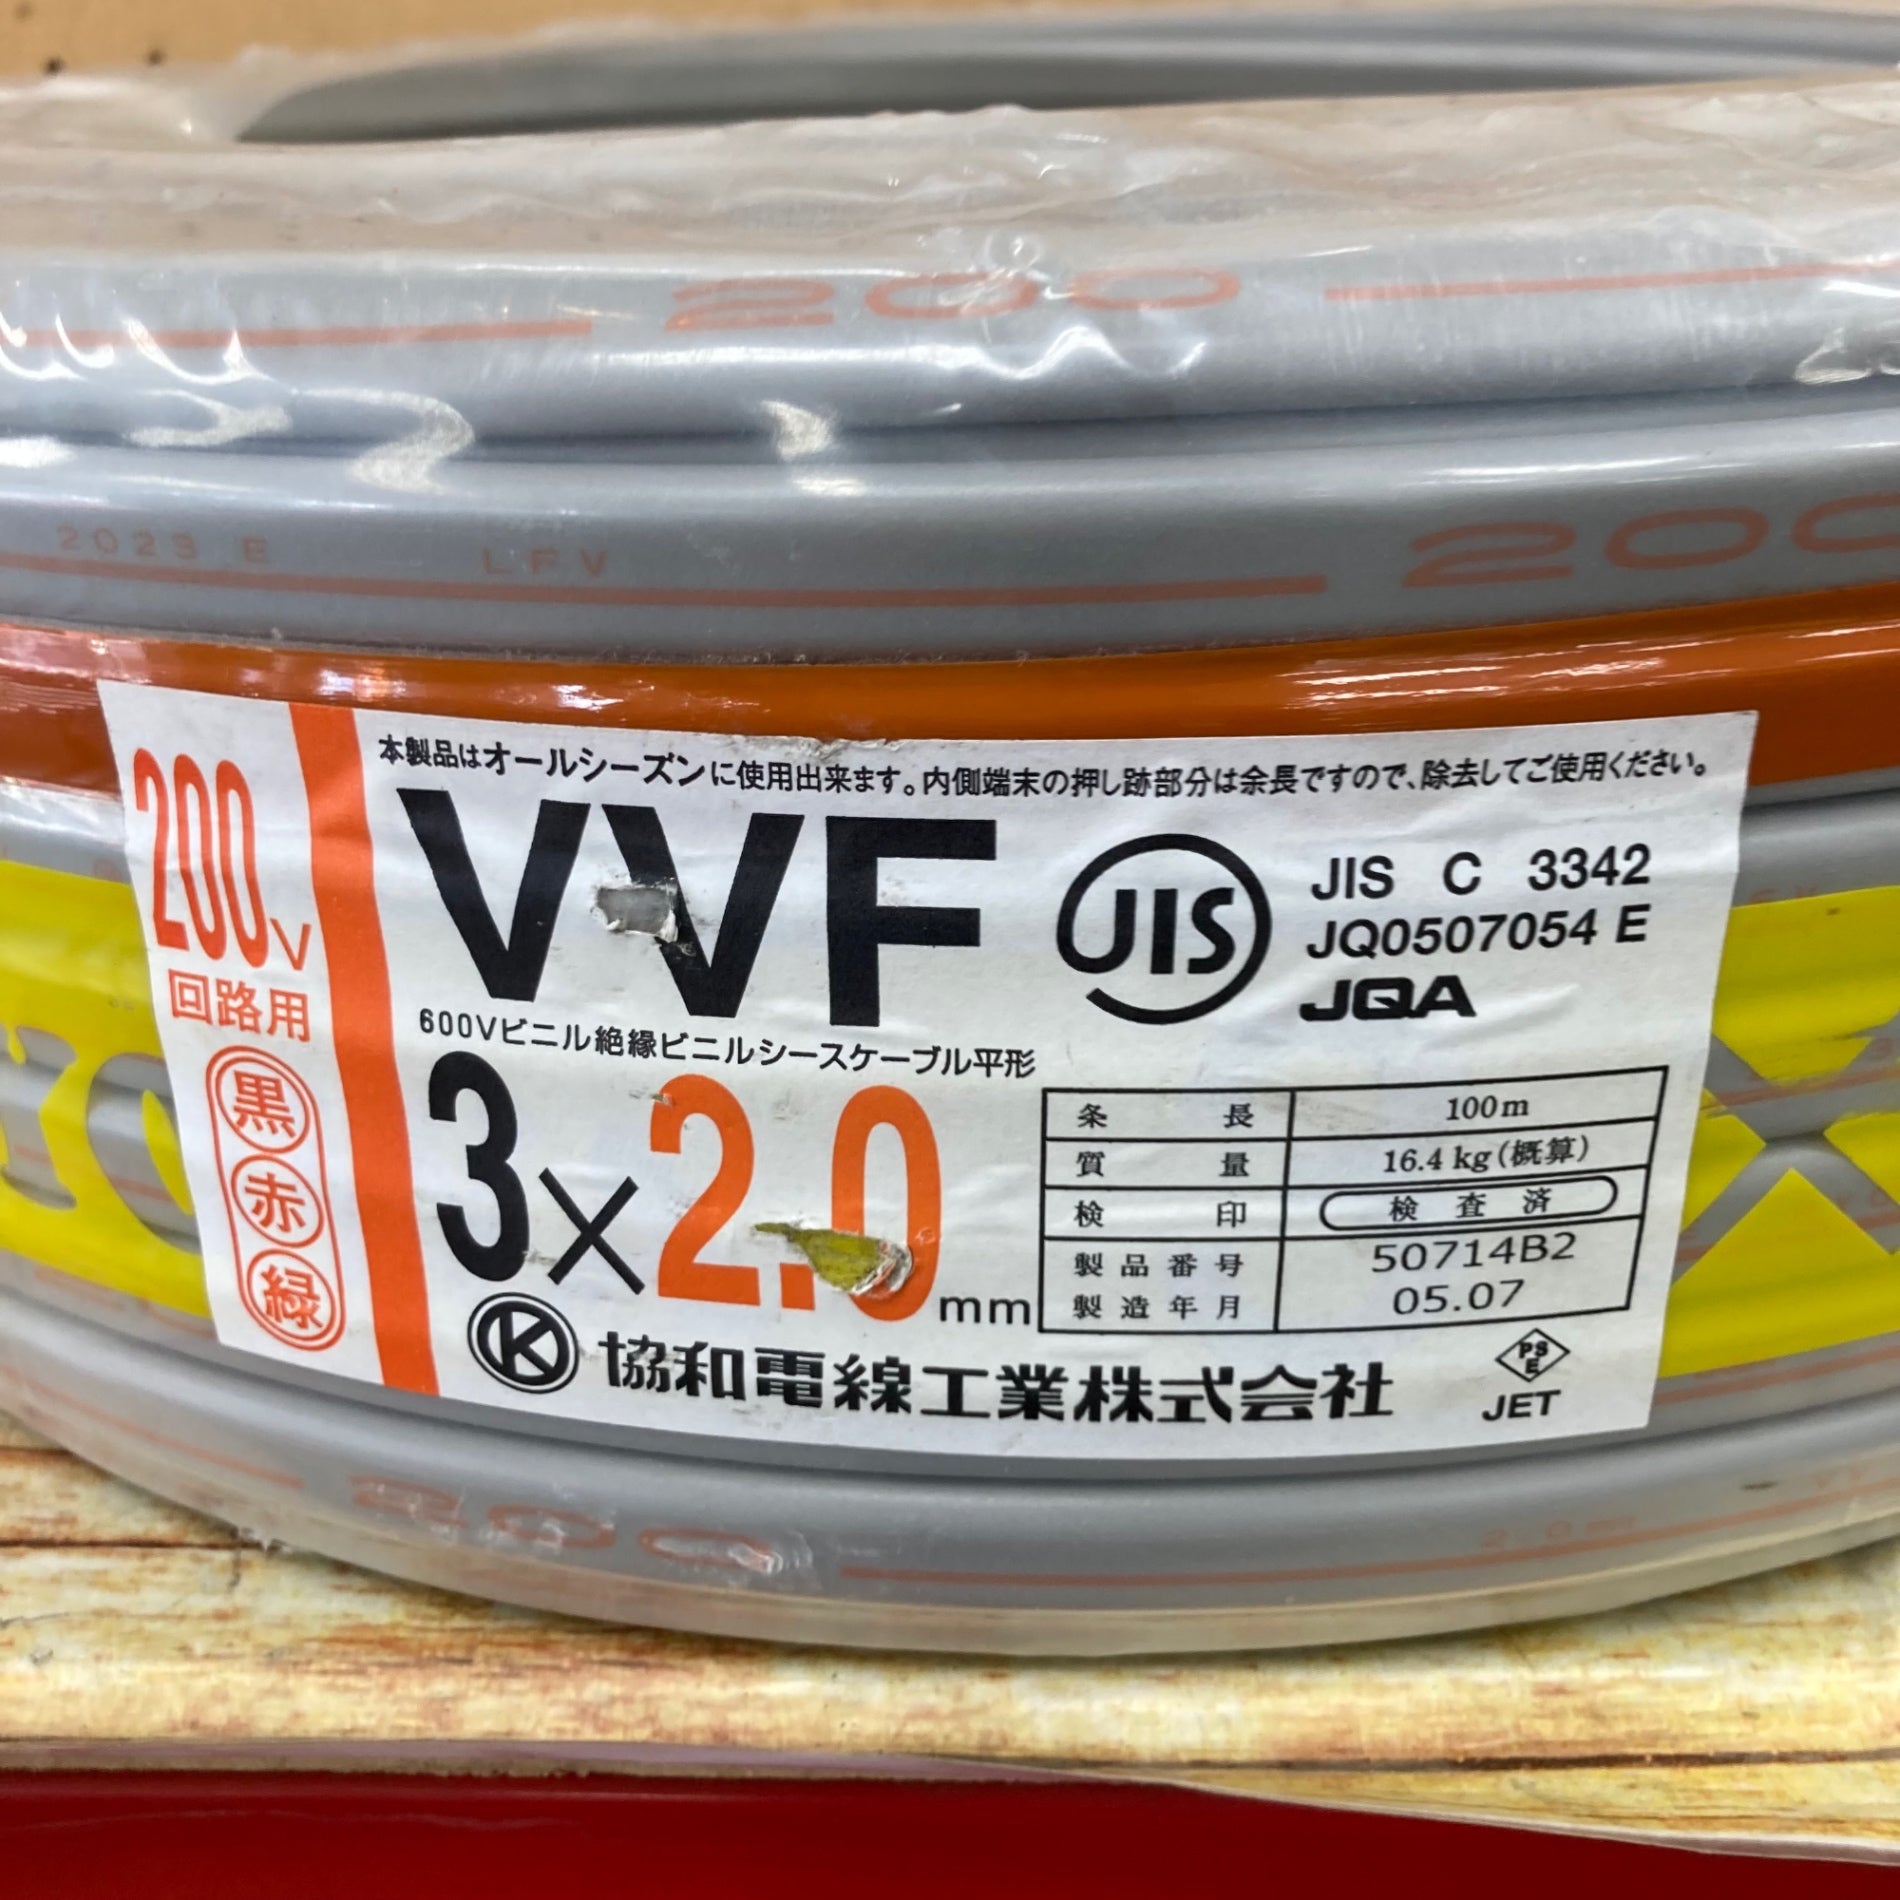 200
2023 E LFV
200
本製品はオールシーズンに使用出来ます。内側端末の押し跡部分は余長ですので、除去してご使用ください。
200V
回路用
黒
赤
緑
VVF
600Vビニル絶縁ビニルシースケーブル平形
3×2.0mm
JIS
JIS C 3342
JQ0507054 E
JQA
条長 100m
質量 16.4kg(概算)
検印 検査済
製品番号 50714B2
製造年月 05.07
K 協和電線工業株式会社
PSE
JET
200